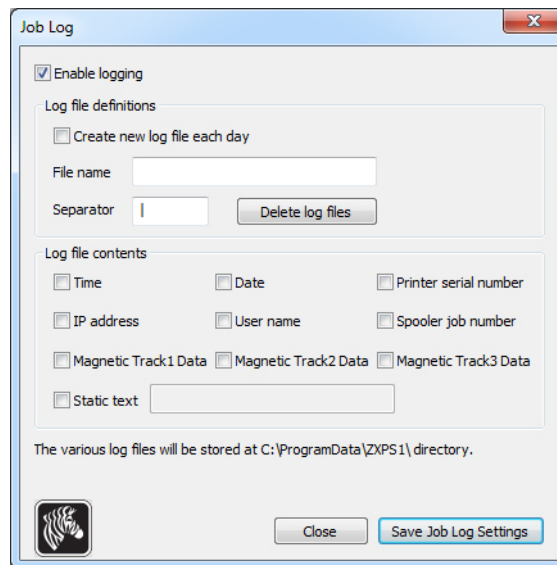 Job Log
Enable logging
Log file definitions
Create new log file each day
File name
Separator Delete log files
Log file contents
Time Date Printer serial number
IP address User name Spooler job number
Magnetic Track1 Data Magnetic Track2 Data Magnetic Track3 Data
Static text
The various log files will be stored at C:\ProgramData\ZXPS1\ directory.
Close Save Job Log Settings